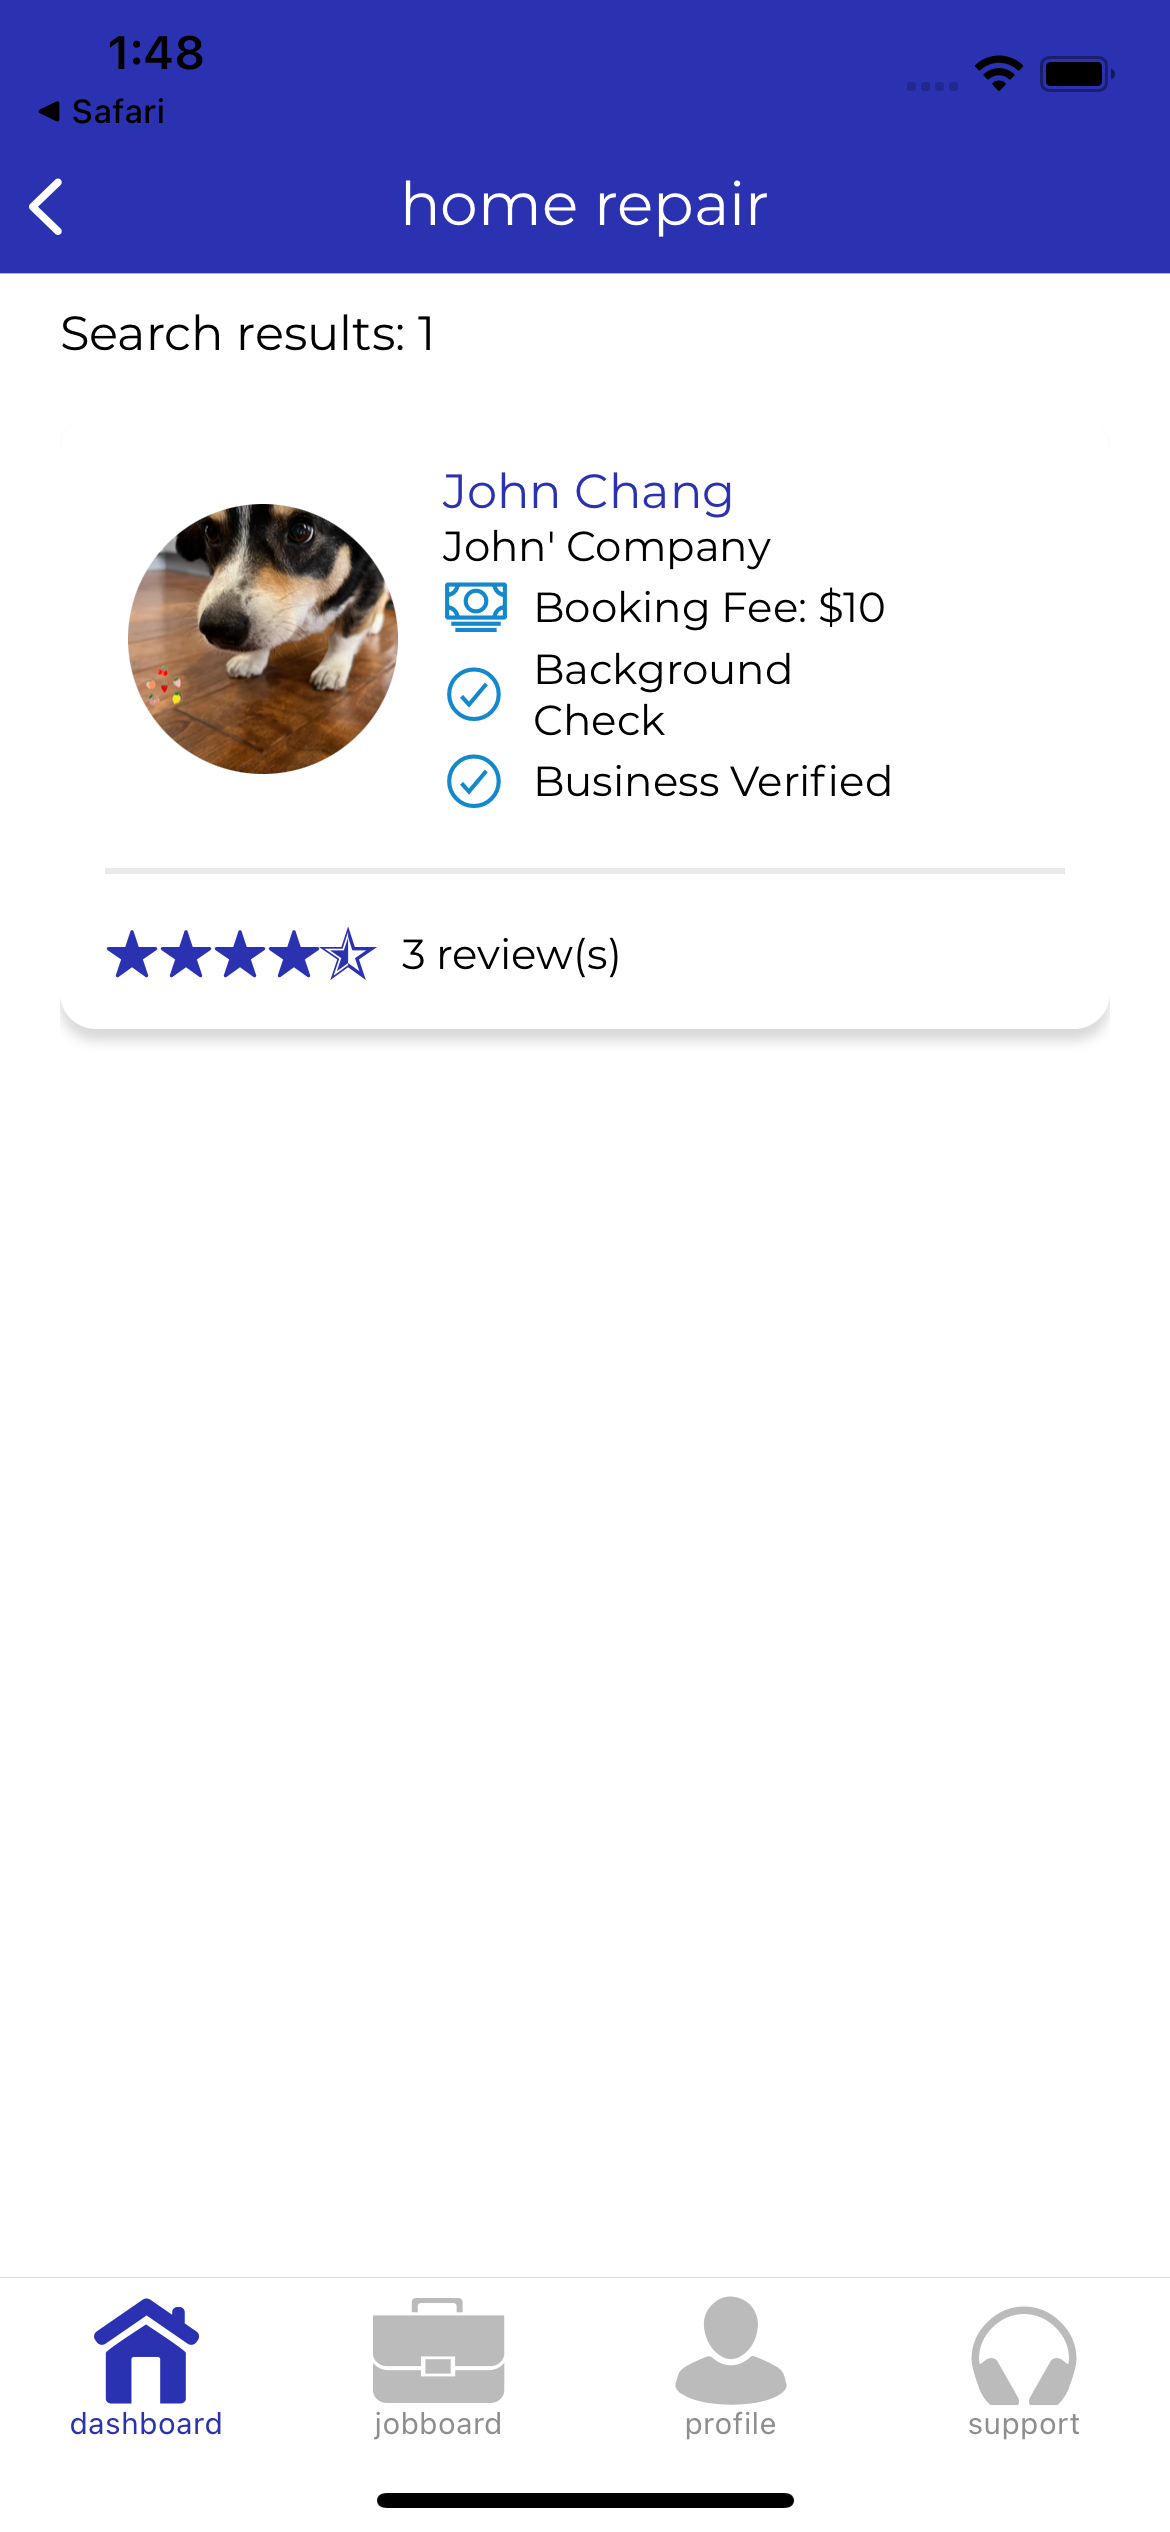 1:48
Safari
home repair
Search results: 1
John Chang
John' Company
Booking Fee: $10
Background
Check
Business Verified
3 review(s)
dashboard
jobboard
profile
support